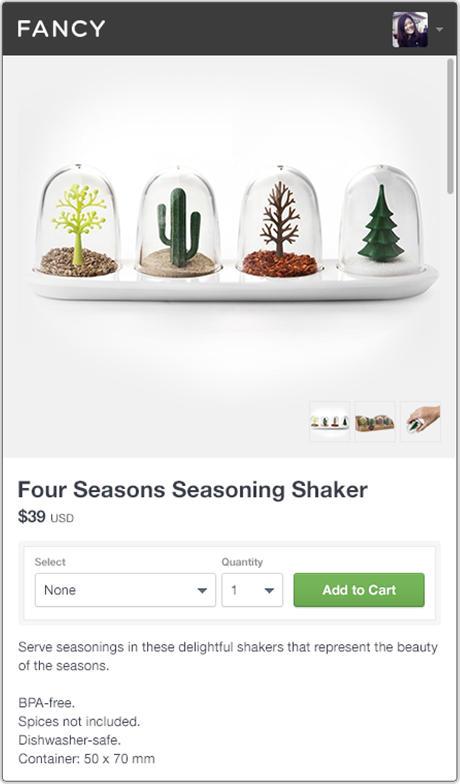 FANCY
Four Seasons Seasoning Shaker
$39 USD
Select
Quantity
None
1
Add to Cart
Serve seasonings in these delightful shakers that represent the beauty
of the seasons.
BPA-free.
Spices not included.
Dishwasher-safe.
Container: 50 x 70 mm